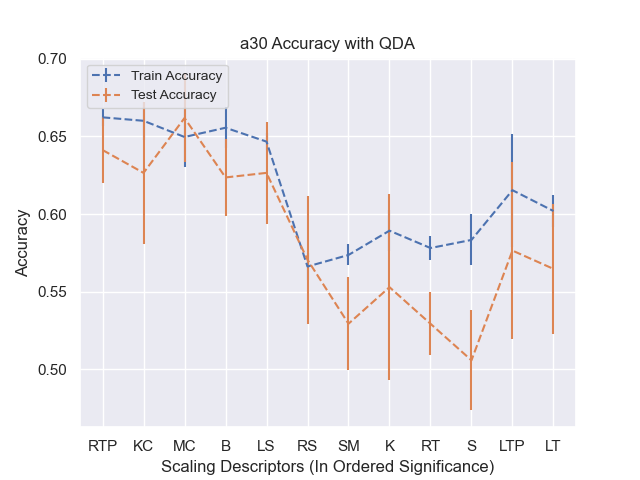 a30 Accuracy with QDA
Train Accuracy
Test Accuracy
0.70
0.65
0.60
0.55
0.50
Accuracy
RTP KC MC B LS RS SM K RT S LTP LT
Scaling Descriptors (In Ordered Significance)